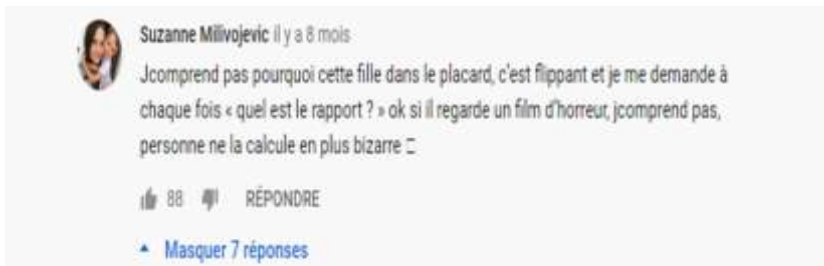 Suzanne Milivojevic il y a 8 mois
Jcomprend pas pourquoi cette fille dans le placard, c'est flippant et je me demande à
chaque fois « quel est le rapport ? » ok si il regarde un film d'horreur, jcomprend pas,
personne ne la calcule en plus bizarre
88 RÉPONDRE
Masquer 7 réponses